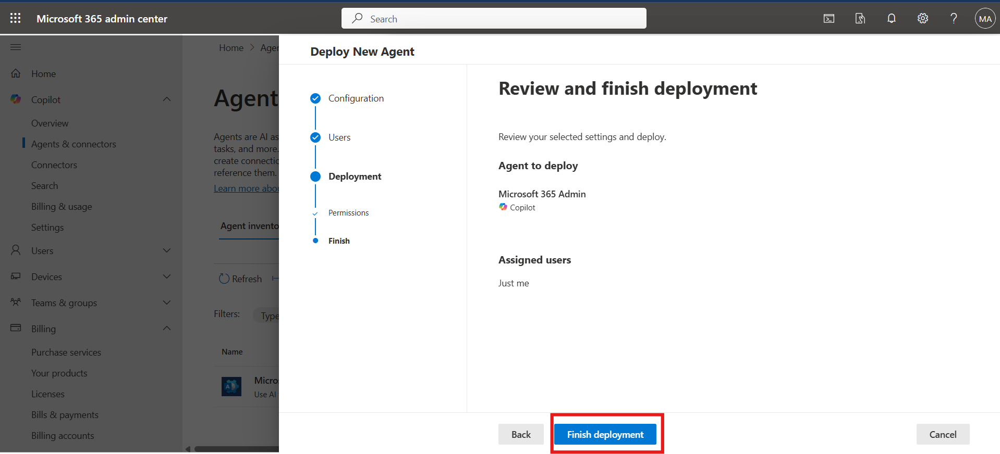 Microsoft 365 admin center
Search
MA
Home
Copilot
Overview
Agents & connectors
Connectors
Search
Billing & usage
Settings
Users
Devices
Teams & groups
Billing
Purchase services
Your products
Licenses
Bills & payments
Billing accounts
Home > Agen
Agent
Agents are AI as
tasks, and more.
create connectic
reference them.
Learn more abou
Agent invento
Refresh
Filters:
Type
Name
Micros
Use AI
Deploy New Agent
Configuration
Users
Deployment
Permissions
Finish
Review and finish deployment
Review your selected settings and deploy.
Agent to deploy
Microsoft 365 Admin
Copilot
Assigned users
Just me
Back
Finish deployment
Cancel